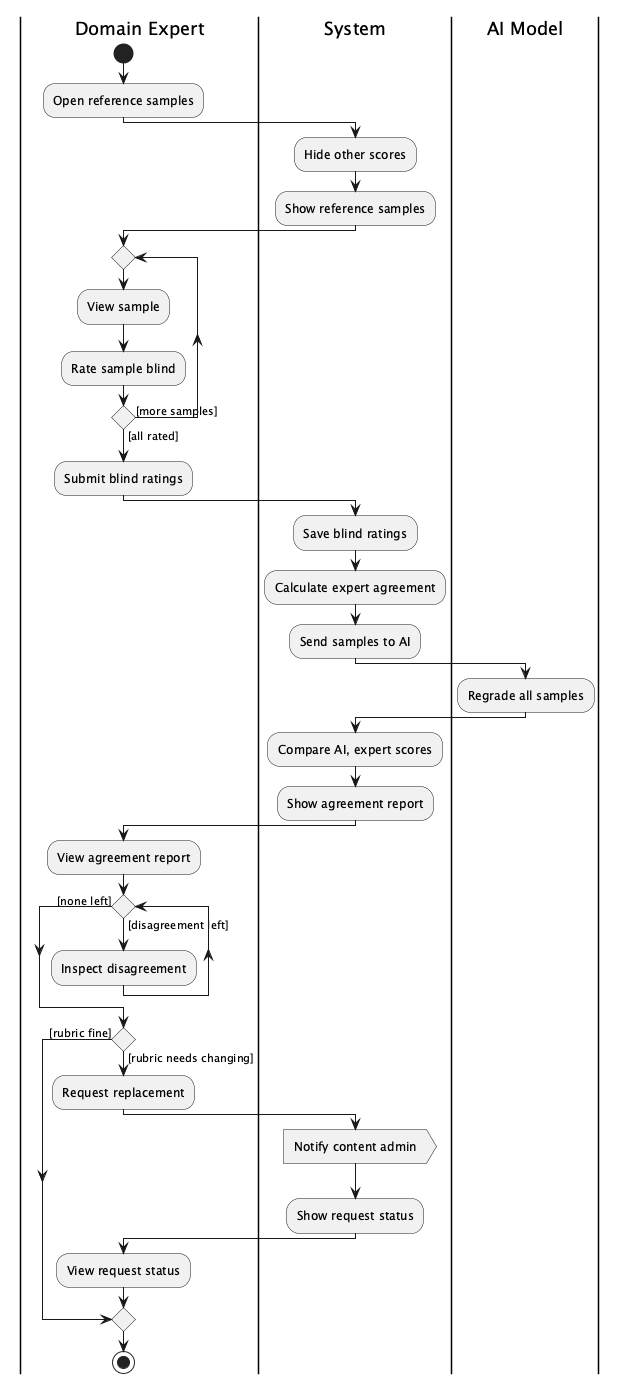 Domain Expert
System
AI Model
Open reference samples
Hide other scores
Show reference samples
View sample
Rate sample blind
[more samples]
[all rated]
Submit blind ratings
Save blind ratings
Calculate expert agreement
Send samples to AI
Regrade all samples
Compare AI, expert scores
Show agreement report
View agreement report
[none left]
[disagreement left]
Inspect disagreement
[rubric fine]
[rubric needs changing]
Request replacement
Notify content admin
Show request status
View request status